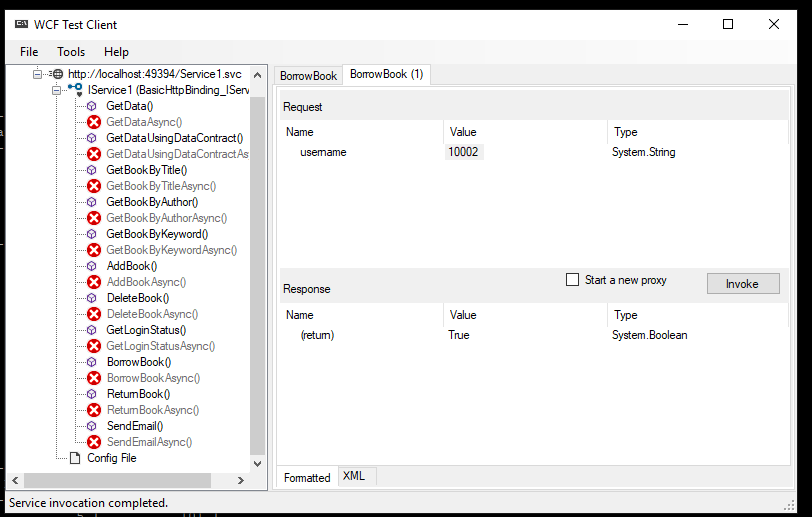 WCF Test Client
File Tools Help
http://localhost:49394/Service1.svc
IService1 (BasicHttpBinding_IServ
GetData()
GetDataAsync()
GetDataUsingDataContract()
GetDataUsingDataContractAs
GetBookByTitle()
GetBookByTitleAsync()
GetBookByAuthor()
GetBookByAuthorAsync()
GetBookByKeyword()
GetBookByKeywordAsync()
AddBook()
AddBookAsync()
DeleteBook()
DeleteBookAsync()
GetLoginStatus()
GetLoginStatusAsync()
BorrowBook()
BorrowBookAsync()
ReturnBook()
ReturnBookAsync()
SendEmail()
SendEmailAsync()
Config File
BorrowBook BorrowBook (1)
Request
Name Value Type
username 10002 System.String
Response Start a new proxy Invoke
Name Value Type
(return) True System.Boolean
Formatted XML
Service invocation completed.